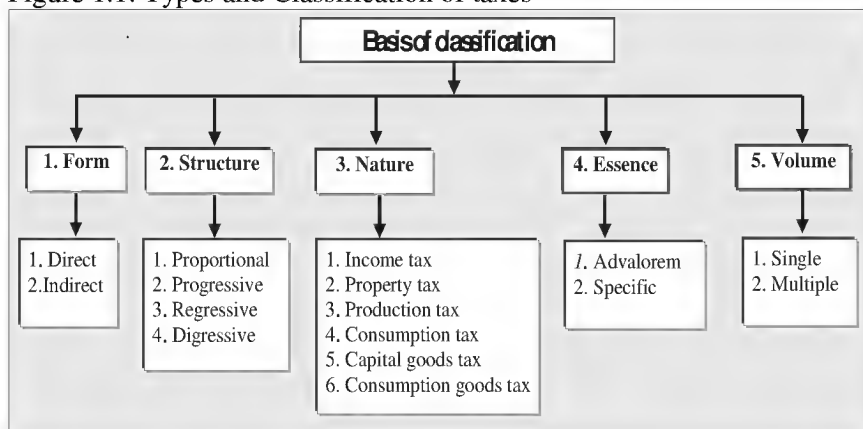 Figure 1.1: Types and Classification of taxes
Basis of classification
1. Form
2. Structure
3. Nature
4. Essence
5. Volume
1. Direct
2.Indirect
1. Proportional
2. Progressive
3. Regressive
4. Digressive
1. Income tax
2. Property tax
3. Production tax
4. Consumption tax
5. Capital goods tax
6. Consumption goods tax
1. Advalorem
2. Specific
1. Single
2. Multiple